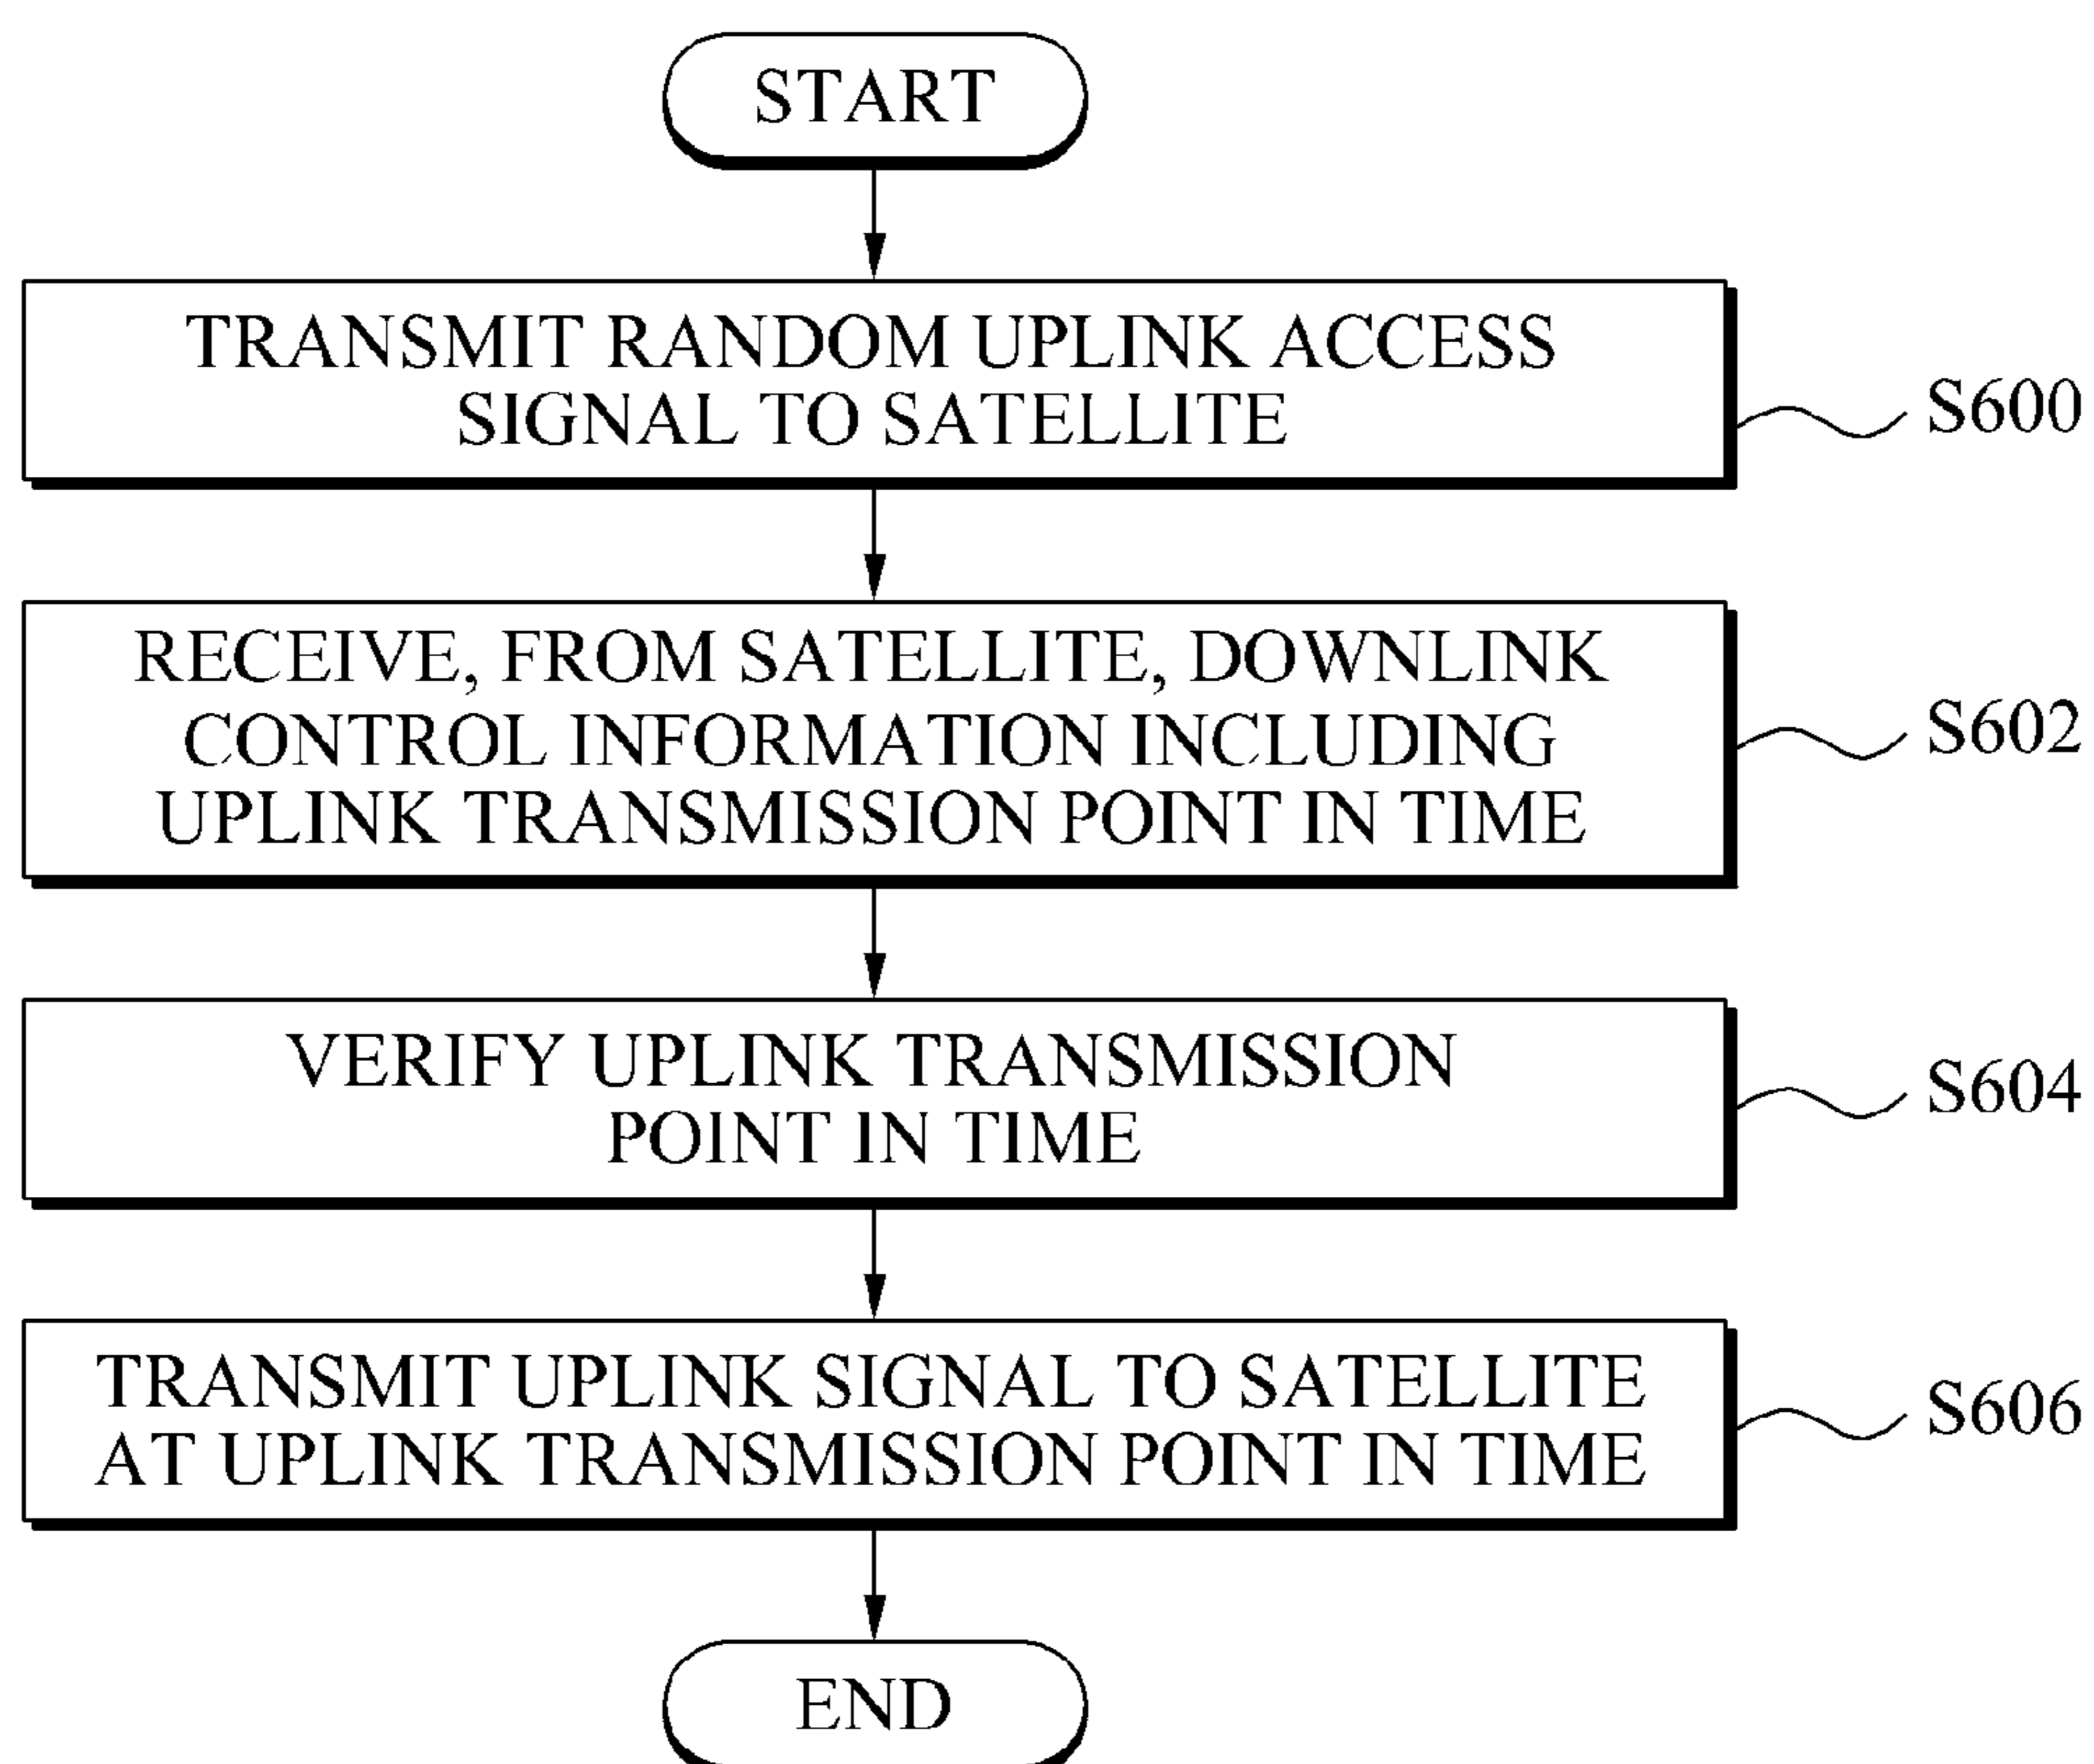 START
TRANSMIT RANDOM UPLINK ACCESS
SIGNAL TO SATELLITE
S600
RECEIVE, FROM SATELLITE, DOWNLINK
CONTROL INFORMATION INCLUDING
UPLINK TRANSMISSION POINT IN TIME
S602
VERIFY UPLINK TRANSMISSION
POINT IN TIME
S604
TRANSMIT UPLINK SIGNAL TO SATELLITE
AT UPLINK TRANSMISSION POINT IN TIME
S606
END